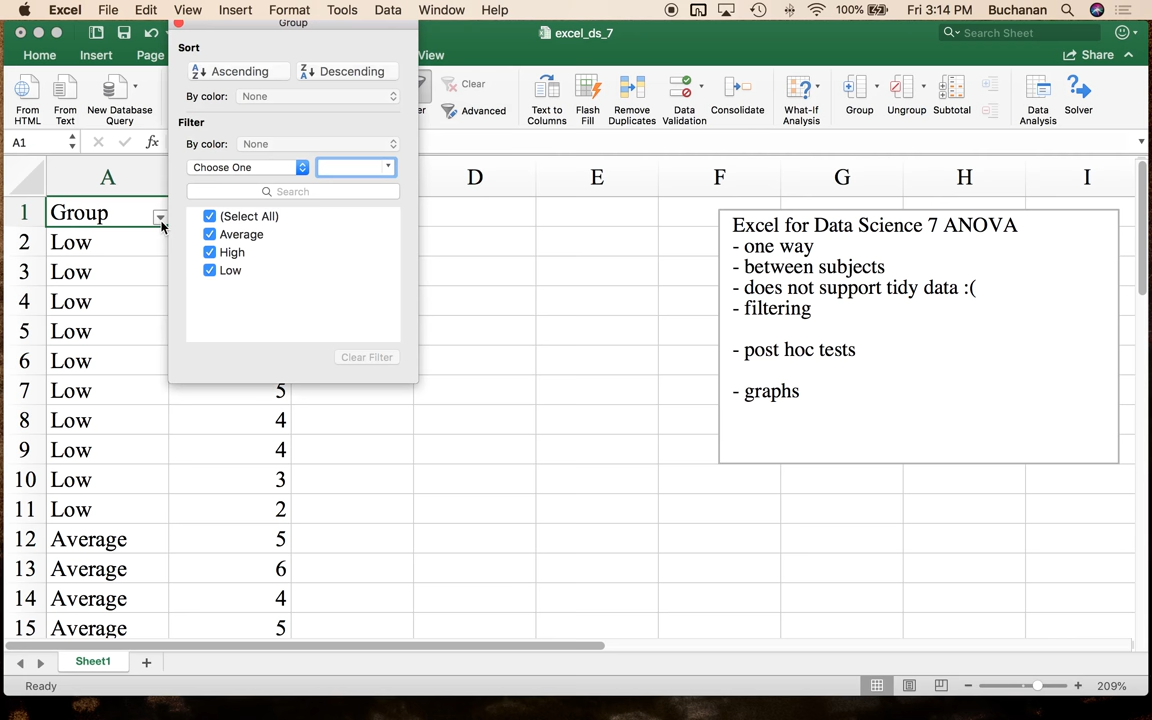 Excel File Edit View Insert Format Tools Data Window Help 100% Fri 3:14 PM Buchanan
excel_ds_7 Search Sheet
Home Insert Page View Share
Group
Sort
Ascending Descending
By color: None
Filter
By color: None
Choose One
Search
(Select All)
Average
High
Low
Clear Filter
From HTML From Text New Database Query Clear Advanced Text to Columns Flash Fill Remove Duplicates Data Validation Consolidate What-If Analysis Group Ungroup Subtotal Data Analysis Solver
A1 fx
A D E F G H I
1 Group
2 Low
3 Low
4 Low
5 Low
6 Low
7 Low 5
8 Low 4
9 Low 4
10 Low 3
11 Low 2
12 Average 5
13 Average 6
14 Average 4
15 Average 5
Excel for Data Science 7 ANOVA
- one way
- between subjects
- does not support tidy data :(
- filtering
- post hoc tests
- graphs
Sheet1
Ready 209%